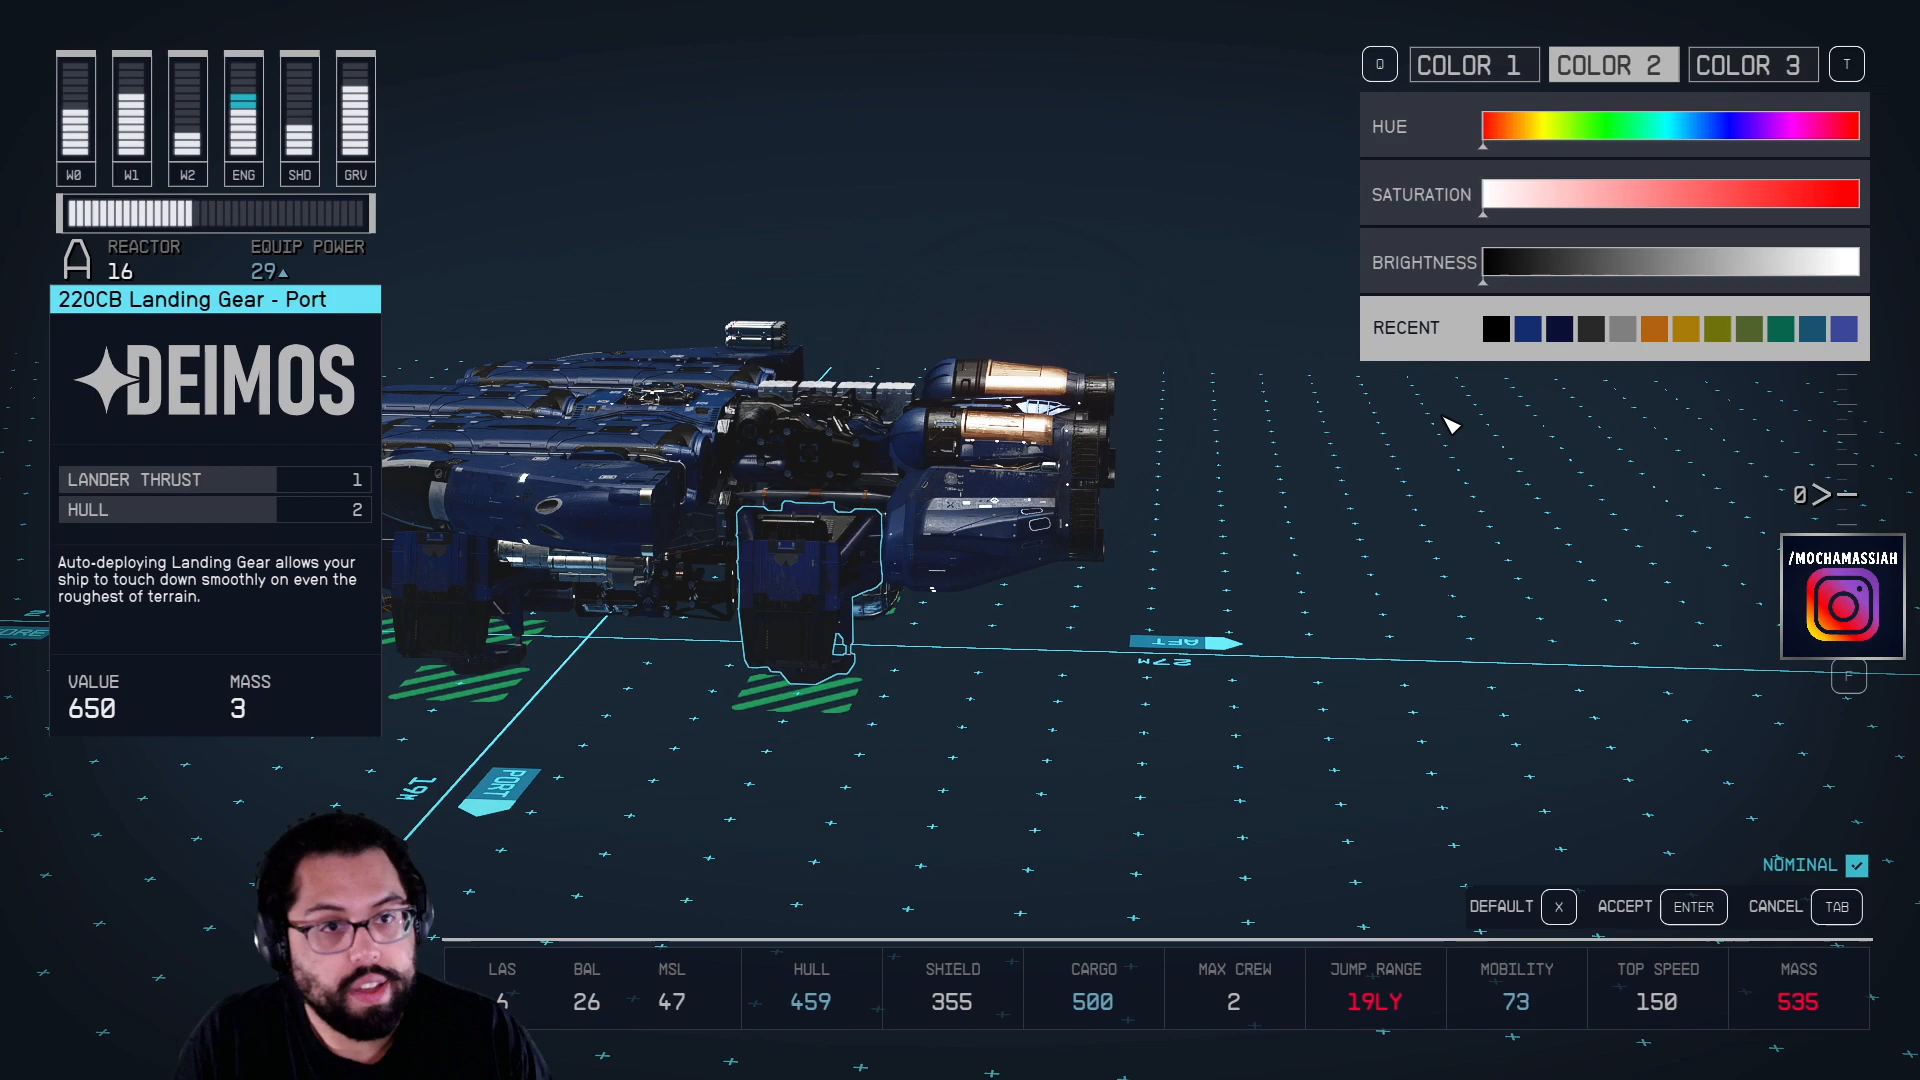 W0 W1 W2 ENG SHD GRV
REACTOR
16
EQUIP POWER
29
220CB Landing Gear - Port
DEIMOS
LANDER THRUST 1
HULL 2
Auto-deploying Landing Gear allows your
ship to touch down smoothly on even the
roughest of terrain.
VALUE
650
MASS
3
Q COLOR 1 COLOR 2 COLOR 3 T
HUE
SATURATION
BRIGHTNESS
RECENT
0
/MOCHAMASSIAH
F
AFT
27M
19M
PORT
NOMINAL
DEFAULT X ACCEPT ENTER CANCEL TAB
LAS BAL MSL HULL SHIELD CARGO MAX CREW JUMP RANGE MOBILITY TOP SPEED MASS
26 47 459 355 500 2 19LY 73 150 535